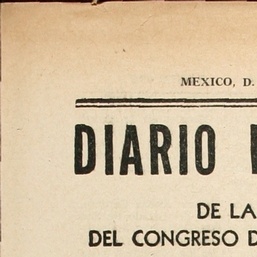 MEXICO, D.
DIARIO
DE LA
DEL CONGRESO D